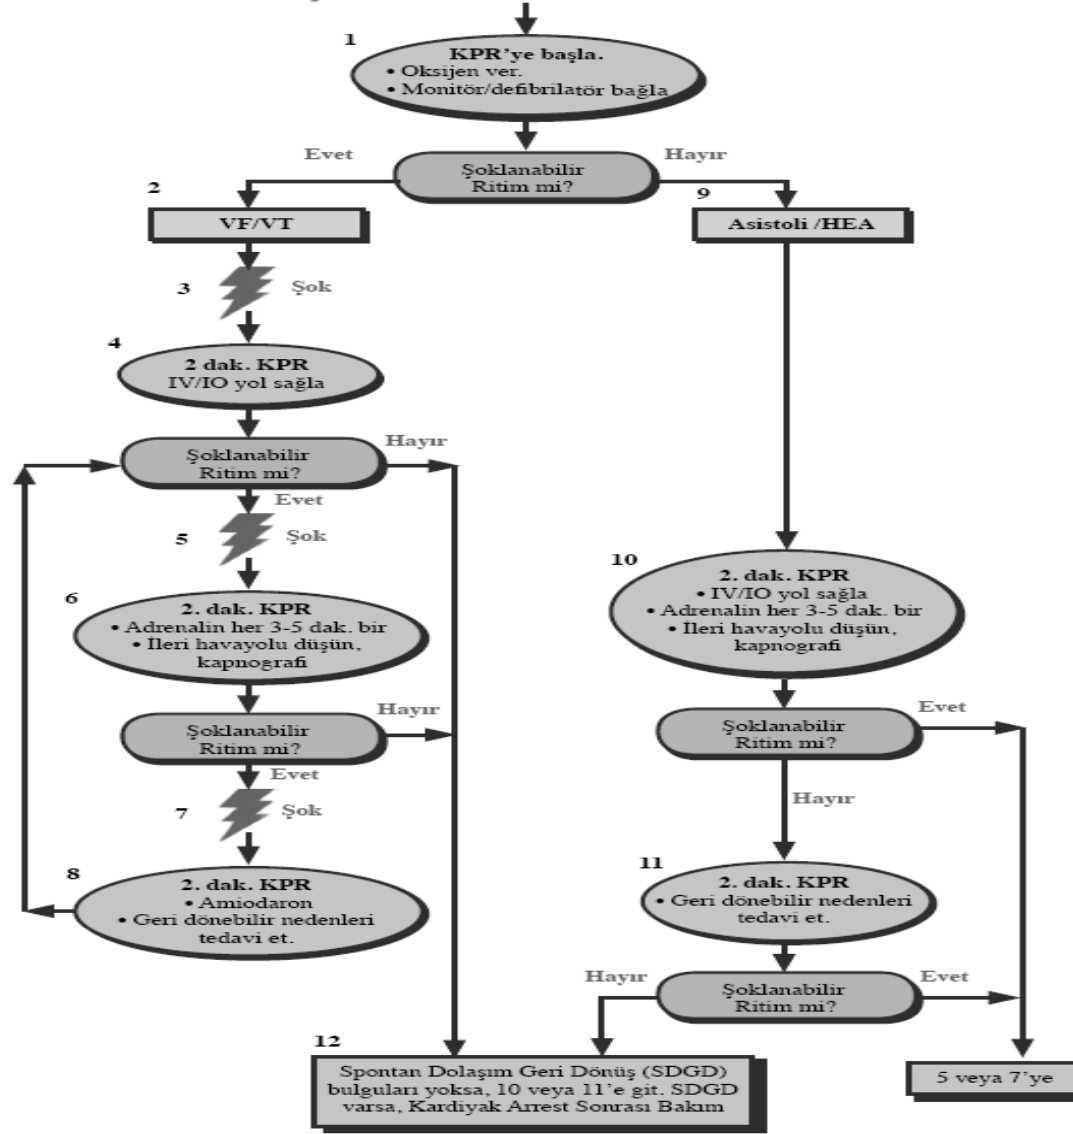 1
KPR'ye başla.
• Oksijen ver.
• Monitör/defibrilatör bağla
Evet
Şoklanabilir
Ritim mi?
Hayır
2
VF/VT
9
Asistoli /HEA
3
Şok
4
2 dak. KPR
IV/IO yol sağla
Şoklanabilir
Ritim mi?
Hayır
Evet
5
Şok
6
2. dak. KPR
• Adrenalin her 3-5 dak. bir
• İleri havayolu düşün,
kapnografi
Şoklanabilir
Ritim mi?
Hayır
Evet
7
Şok
8
2. dak. KPR
• Amiodaron
• Geri dönebilir nedenleri
tedavi et.
10
2. dak. KPR
• IV/IO yol sağla
• Adrenalin her 3-5 dak. bir
• İleri havayolu düşün,
kapnografi
Şoklanabilir
Ritim mi?
Evet
Hayır
11
2. dak. KPR
• Geri dönebilir nedenleri
tedavi et.
Hayır
Şoklanabilir
Ritim mi?
Evet
12
Spontan Dolaşım Geri Dönüş (SDGD)
bulguları yoksa, 10 veya 11'e git. SDGD
varsa, Kardiyak Arrest Sonrası Bakım
5 veya 7'ye